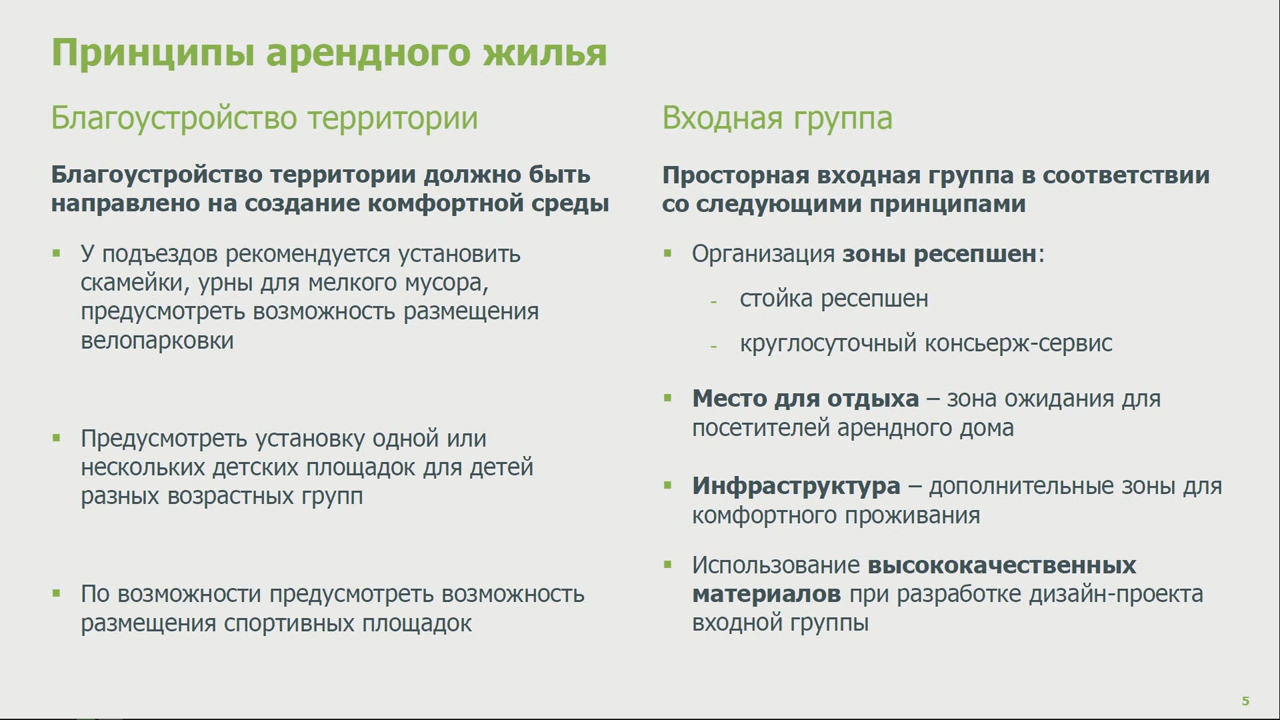 Принципы арендного жилья
Благоустройство территории
Благоустройство территории должно быть
направлено на создание комфортной среды
▪ У подъездов рекомендуется установить
скамейки, урны для мелкого мусора,
предусмотреть возможность размещения
велопарковки
▪ Предусмотреть установку одной или
нескольких детских площадок для детей
разных возрастных групп
▪ По возможности предусмотреть возможность
размещения спортивных площадок
Входная группа
Просторная входная группа в соответствии
со следующими принципами
▪ Организация зоны ресепшен:
- стойка ресепшен
- круглосуточный консьерж-сервис
▪ Место для отдыха – зона ожидания для
посетителей арендного дома
▪ Инфраструктура – дополнительные зоны для
комфортного проживания
▪ Использование высококачественных
материалов при разработке дизайн-проекта
входной группы
5